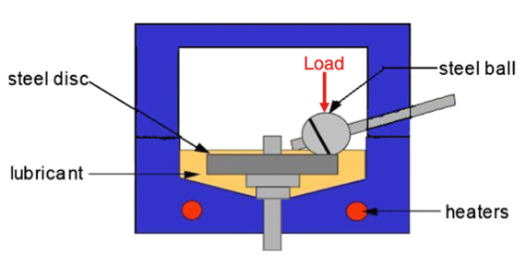 Load
steel ball
steel disc
lubricant
heaters